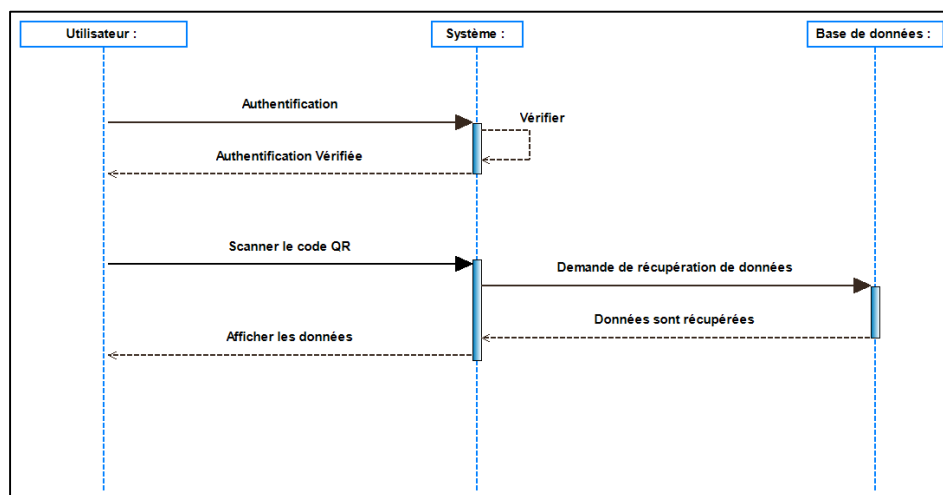 Utilisateur :
Système :
Base de données :
Authentification
Vérifier
Authentification Vérifiée
Scanner le code QR
Demande de récupération de données
Données sont récupérées
Afficher les données